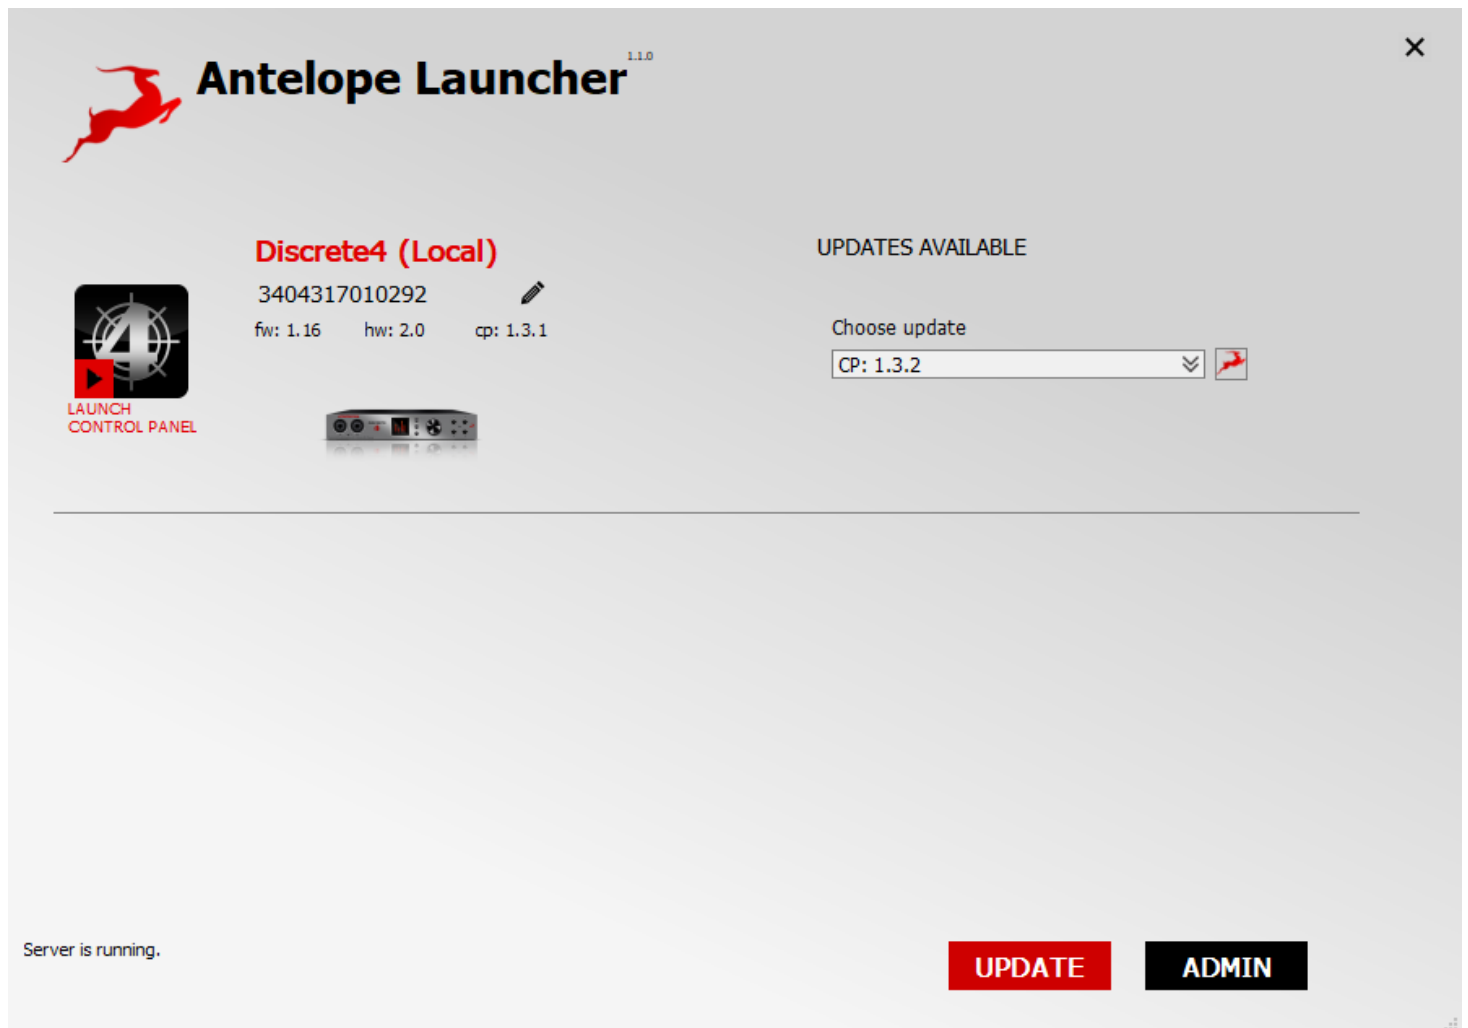 Antelope Launcher 1.1.0
Discrete4 (Local)
3404317010292
fw: 1.16 hw: 2.0 cp: 1.3.1
4
LAUNCH
CONTROL PANEL
UPDATES AVAILABLE
Choose update
CP: 1.3.2
Server is running.
UPDATE ADMIN